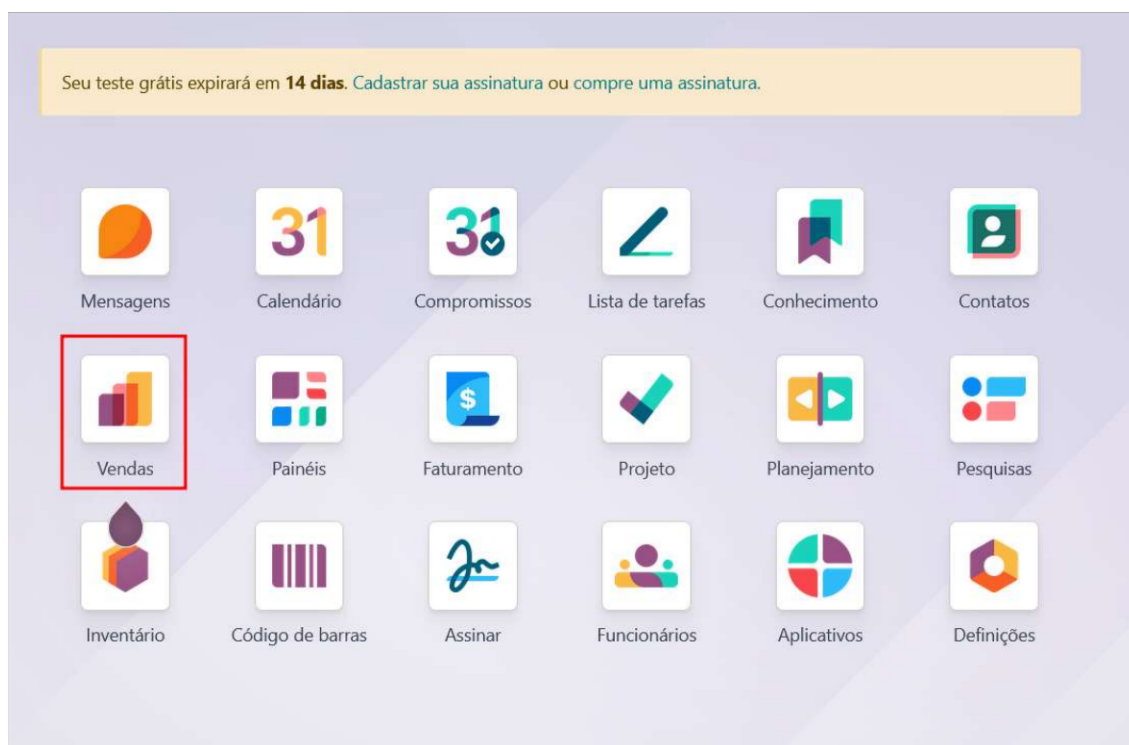 Seu teste grátis expirará em 14 dias. Cadastrar sua assinatura ou compre uma assinatura.
31
31
Mensagens
Calendário
Compromissos
Lista de tarefas
Conhecimento
Contatos
$
Vendas
Painéis
Faturamento
Projeto
Planejamento
Pesquisas
Inventário
Código de barras
Assinar
Funcionários
Aplicativos
Definições